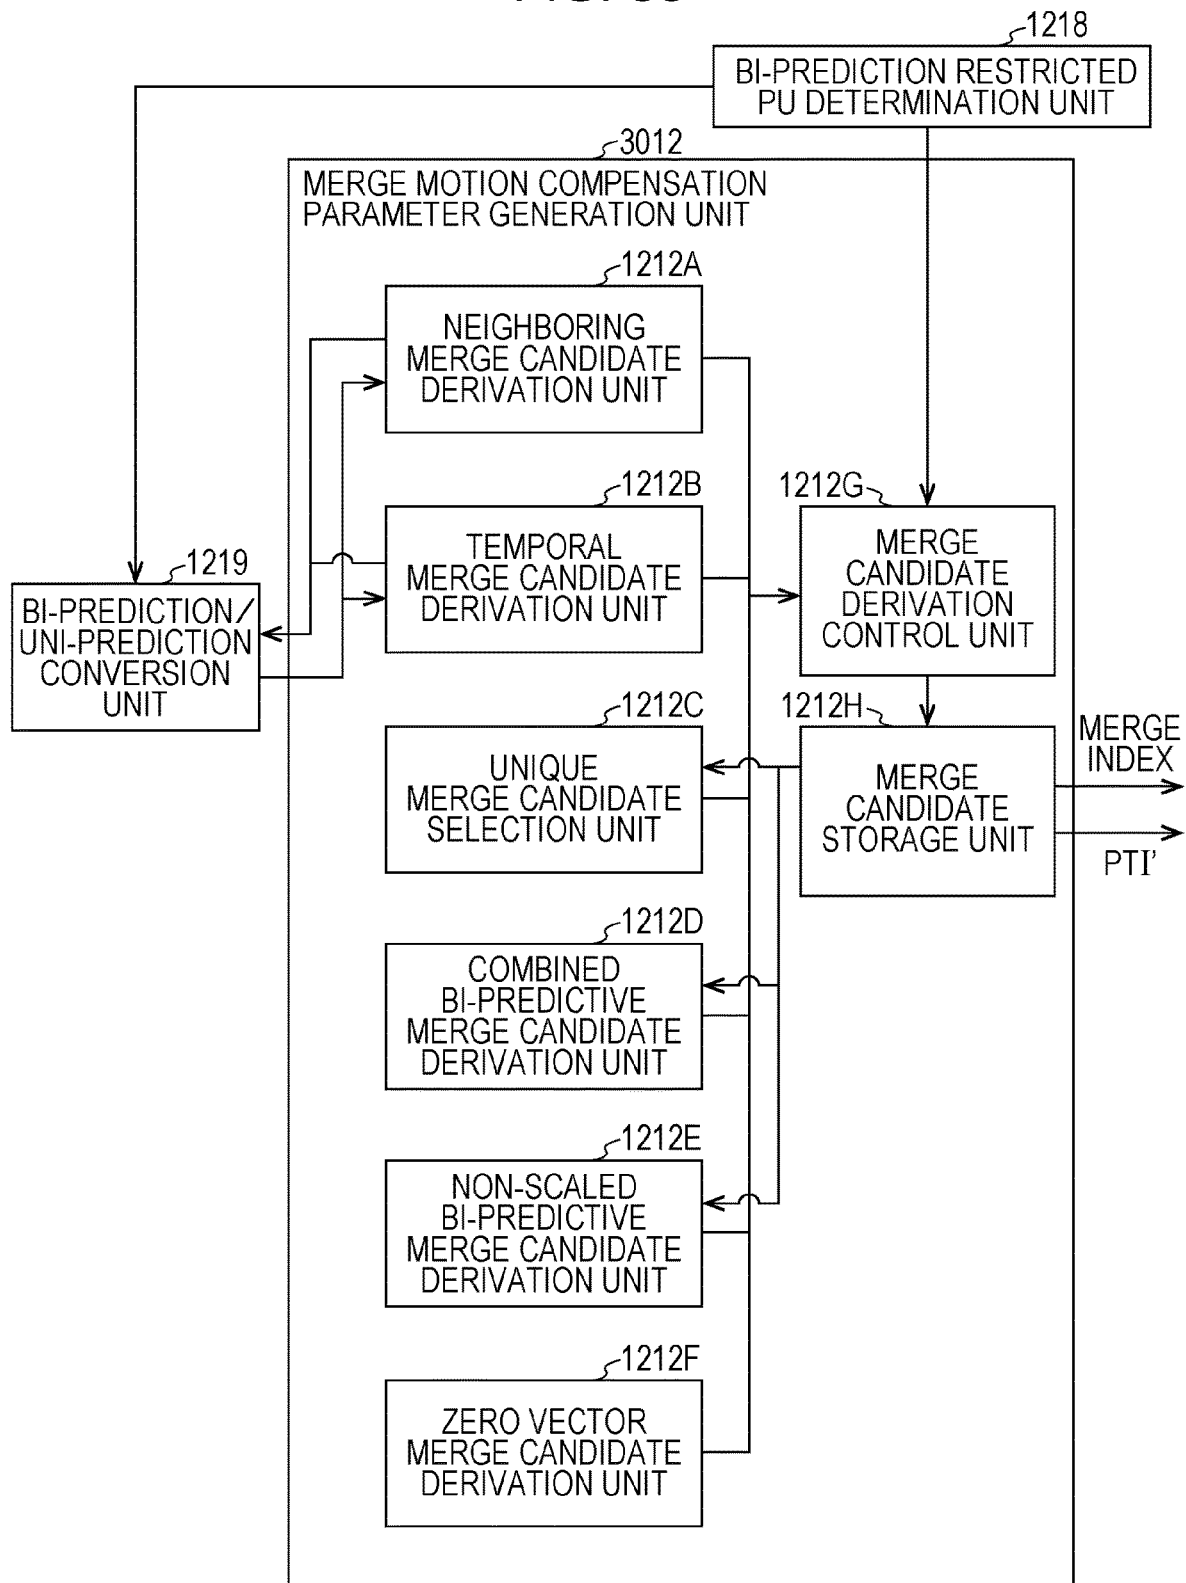 1218
BI-PREDICTION RESTRICTED
PU DETERMINATION UNIT
3012
MERGE MOTION COMPENSATION
PARAMETER GENERATION UNIT
1212A
NEIGHBORING
MERGE CANDIDATE
DERIVATION UNIT
1212B
TEMPORAL
MERGE CANDIDATE
DERIVATION UNIT
1212G
MERGE
CANDIDATE
DERIVATION
CONTROL UNIT
1219
BI-PREDICTION/
UNI-PREDICTION
CONVERSION
UNIT
1212C
UNIQUE
MERGE CANDIDATE
SELECTION UNIT
1212H
MERGE
CANDIDATE
STORAGE UNIT
MERGE
INDEX
PTI'
1212D
COMBINED
BI-PREDICTIVE
MERGE CANDIDATE
DERIVATION UNIT
1212E
NON-SCALED
BI-PREDICTIVE
MERGE CANDIDATE
DERIVATION UNIT
1212F
ZERO VECTOR
MERGE CANDIDATE
DERIVATION UNIT